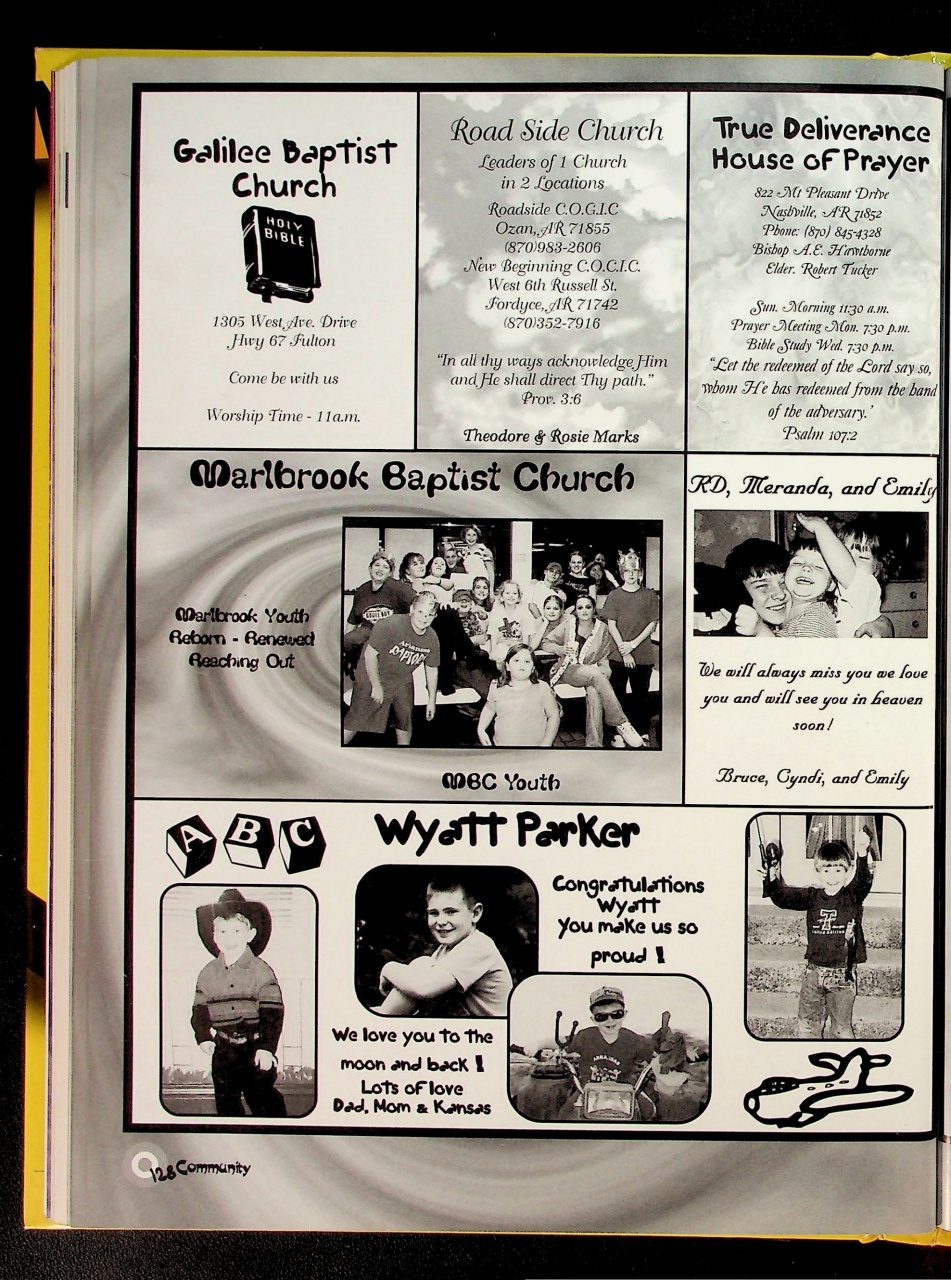 Galilee Baptist
Church
HOLY
BIBLE
1305 West Ave. Drive
Hwy 67 Fulton
Come be with us
Worship Time - 11a.m.
Road Side Church
Leaders of 1 Church
in 2 Locations
Roadside C.O.G.I.C
Ozan, AR 71855
(870)983-2606
New Beginning C.O.C.I.C.
West 6th Russell St.
Fordyce, AR 71742
(870)352-7916
"In all thy ways acknowledge Him
and He shall direct Thy path."
Prov. 3:6
Theodore & Rosie Marks
True Deliverance
House of Prayer
822 Mt Pleasant Drive
Nashville, AR 71852
Phone: (870) 845-4328
Bishop A.E. Hawthorne
Elder. Robert Tucker
Sun. Morning 11:30 a.m.
Prayer Meeting Mon. 7:30 p.m.
Bible Study Wed. 7:30 p.m.
"Let the redeemed of the Lord say so,
whom He has redeemed from the hand
of the adversary.'
Psalm 107:2
Marlbrook Baptist Church
Marlbrook Youth
Reborn - Renewed
Reaching Out
RAPTORS
MBC Youth
RD, Meranda, and Emily
We will always miss you we love
you and will see you in heaven
soon!
Bruce, Cyndi, and Emily
A B C
Wyatt Parker
Congratulations
Wyatt
You make us so
proud !
We love you to the
moon and back !
Lots of love
Dad, Mom & Kansas
128 Community